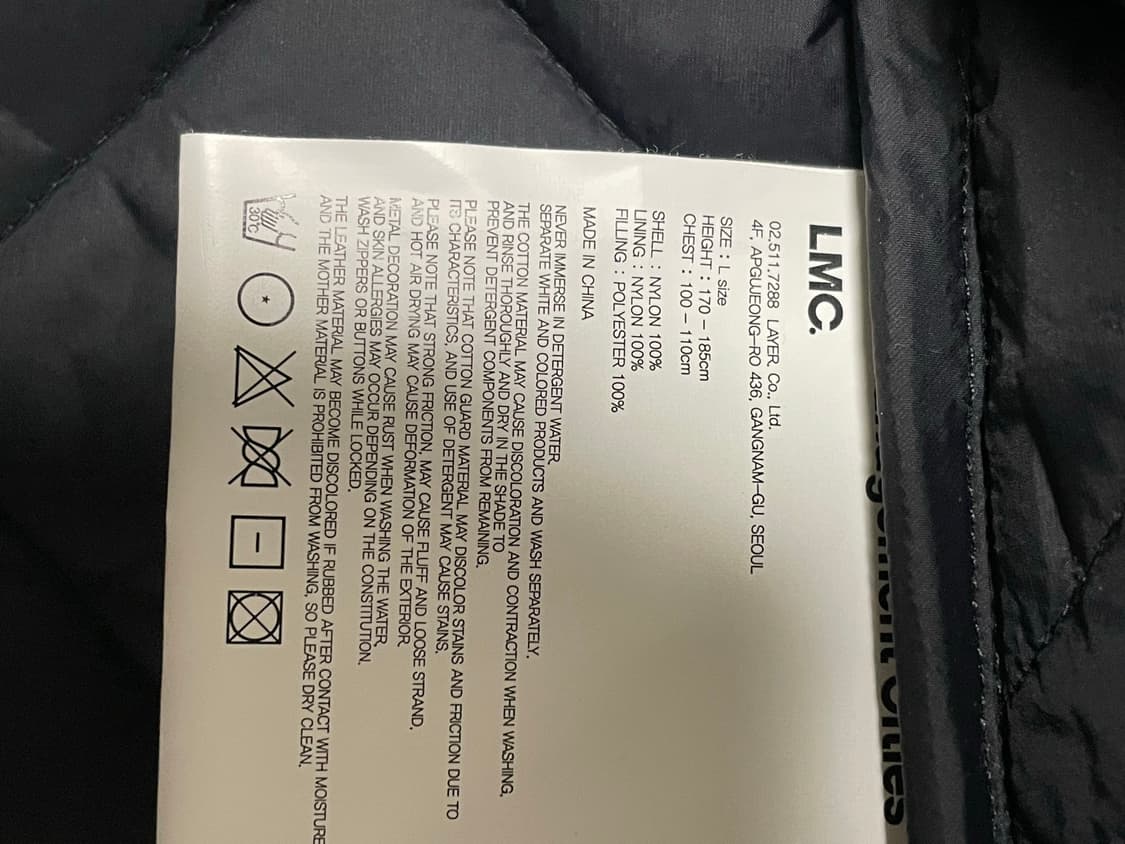 LMC.
02.511.7288 LAYER Co., Ltd.
4F, APGUJEONG-RO 436, GANGNAM-GU, SEOUL
SIZE : L size
HEIGHT : 170 - 185cm
CHEST : 100 - 110cm
SHELL : NYLON 100%
LINING : NYLON 100%
FILLING : POLYESTER 100%
MADE IN CHINA
NEVER IMMERSE IN DETERGENT WATER,
SEPARATE WHITE AND COLORED PRODUCTS AND WASH SEPARATELY.
THE COTTON MATERIAL MAY CAUSE DISCOLORATION AND CONTRACTION WHEN WASHING,
AND RINSE THOROUGHLY AND DRY IN THE SHADE TO
PREVENT DETERGENT COMPONENTS FROM REMAINING.
PLEASE NOTE THAT COTTON GUARD MATERIAL MAY DISCOLOR STAINS AND FRICTION DUE TO
ITS CHARACTERISTICS, AND USE OF DETERGENT MAY CAUSE STAINS.
PLEASE NOTE THAT STRONG FRICTION, MAY CAUSE FLUFF AND LOOSE STRAND,
AND HOT AIR DRYING MAY CAUSE DEFORMATION OF THE EXTERIOR.
METAL DECORATION MAY CAUSE RUST WHEN WASHING THE WATER,
AND SKIN ALLERGIES MAY OCCUR DEPENDING ON THE CONSTITUTION.
WASH ZIPPERS OR BUTTONS WHILE LOCKED.
THE LEATHER MATERIAL MAY BECOME DISCOLORED IF RUBBED AFTER CONTACT WITH MOISTURE
AND THE MOTHER MATERIAL IS PROHIBITED FROM WASHING, SO PLEASE DRY CLEAN.
30℃